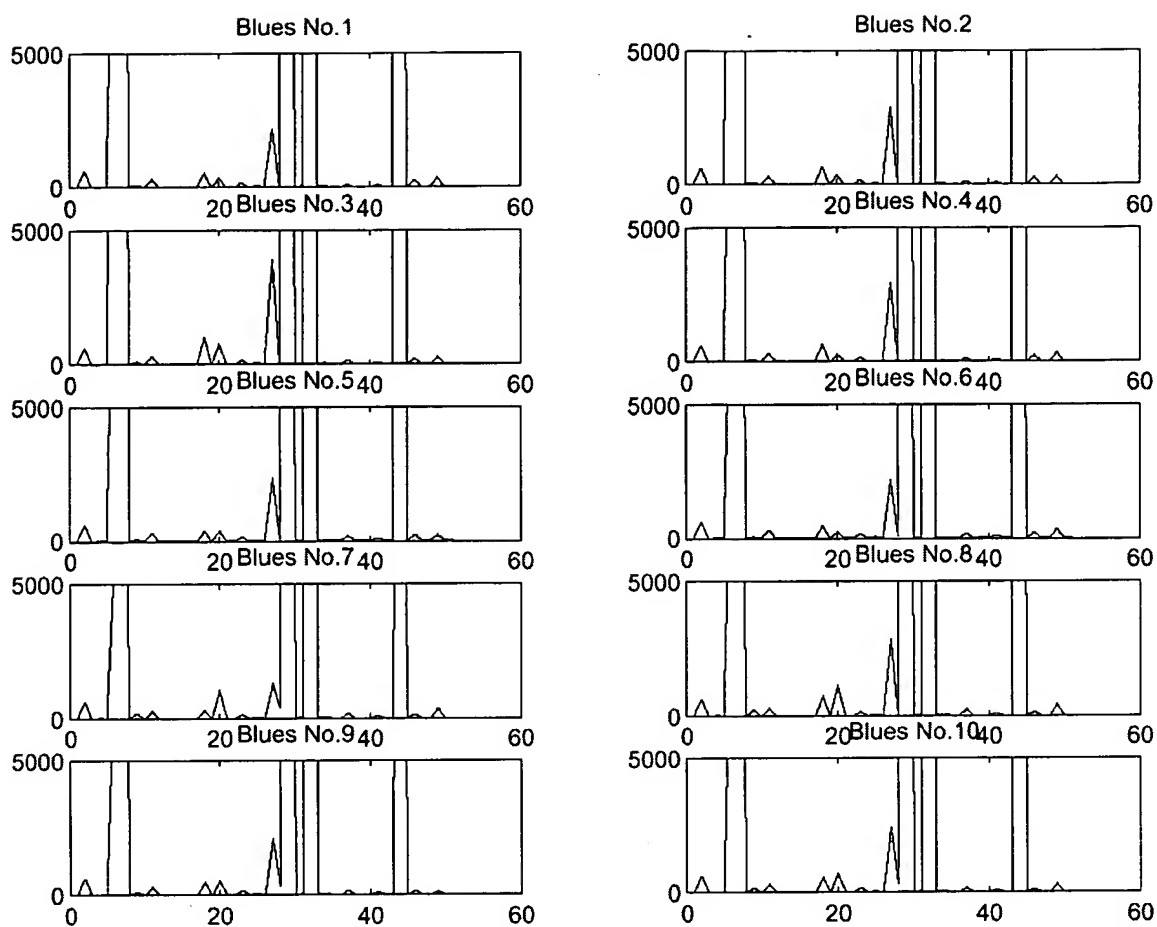 Blues No.1
Blues No.2
5000
0
0 20 40 60
5000
0
0 20 40 60
Blues No.3
Blues No.4
5000
0
0 20 40 60
5000
0
0 20 40 60
Blues No.5
Blues No.6
5000
0
0 20 40 60
5000
0
0 20 40 60
Blues No.7
Blues No.8
5000
0
0 20 40 60
5000
0
0 20 40 60
Blues No.9
Blues No.10
5000
0
0 20 40 60
5000
0
0 20 40 60